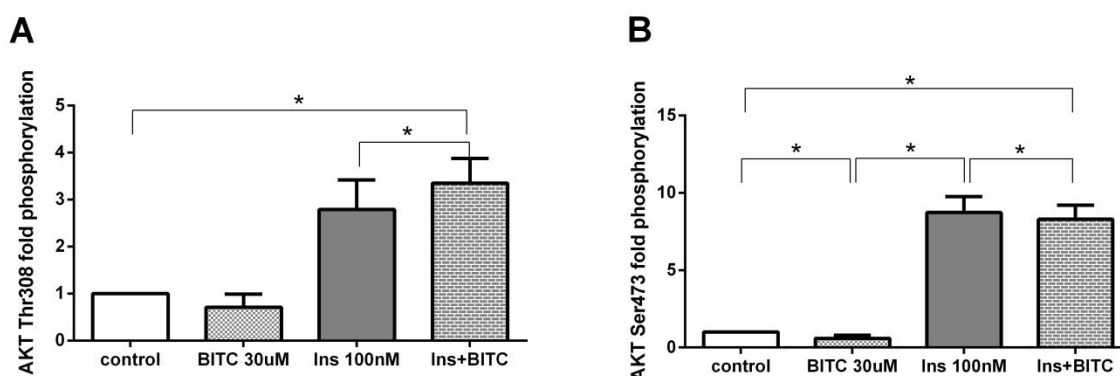 A
AKT Thr308 fold phosphorylation
5
4
3
2
1
0
*
*
control BITC 30uM Ins 100nM Ins+BITC
B
AKT Ser473 fold phosphorylation
15
10
5
0
*
*
*
*
control BITC 30uM Ins 100nM Ins+BITC